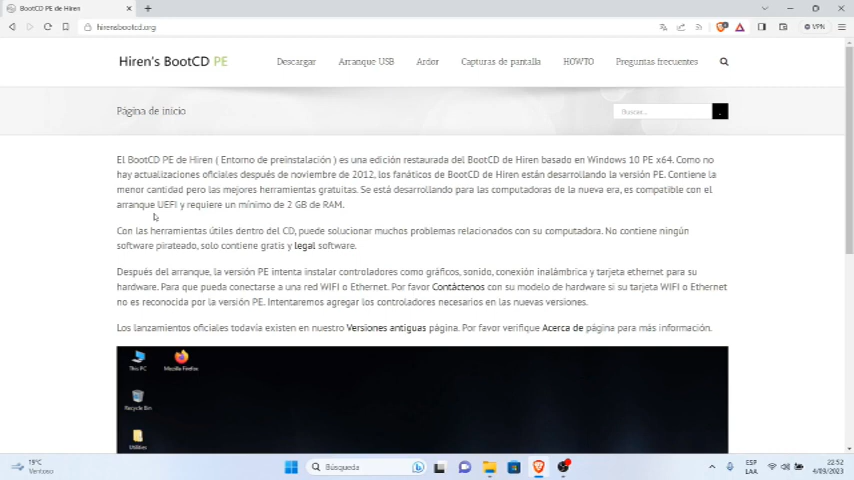 BootCD PE de Hiren
hirensbootcd.org
VPN
Hiren's BootCD PE
Descargar
Arranque USB
Ardor
Capturas de pantalla
HOWTO
Preguntas frecuentes
Página de inicio
Buscar...
El BootCD PE de Hiren ( Entorno de preinstalación ) es una edición restaurada del BootCD de Hiren basado en Windows 10 PE x64. Como no
hay actualizaciones oficiales después de noviembre de 2012, los fanáticos de BootCD de Hiren están desarrollando la versión PE. Contiene la
menor cantidad pero las mejores herramientas gratuitas. Se está desarrollando para las computadoras de la nueva era, es compatible con el
arranque UEFI y requiere un mínimo de 2 GB de RAM.
Con las herramientas útiles dentro del CD, puede solucionar muchos problemas relacionados con su computadora. No contiene ningún
software pirateado, solo contiene gratis y legal software.
Después del arranque, la versión PE intenta instalar controladores como gráficos, sonido, conexión inalámbrica y tarjeta ethernet para su
hardware. Para que pueda conectarse a una red WIFI o Ethernet. Por favor Contáctenos con su modelo de hardware si su tarjeta WIFI o Ethernet
no es reconocida por la versión PE. Intentaremos agregar los controladores necesarios en las nuevas versiones.
Los lanzamientos oficiales todavía existen en nuestro Versiones antiguas página. Por favor verifique Acerca de página para más información.
This PC
Mozilla Firefox
Recycle Bin
Utilities
19°C
Ventoso
Búsqueda
ESP
LAA
22:52
4/09/2023